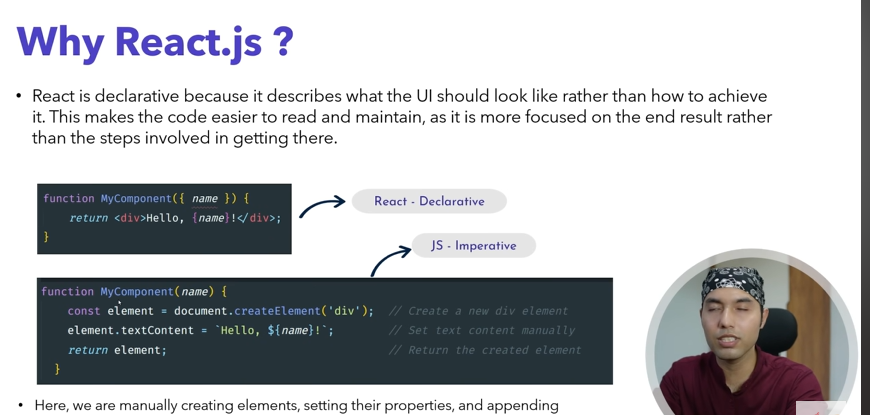 Why React.js ?
• React is declarative because it describes what the UI should look like rather than how to achieve
it. This makes the code easier to read and maintain, as it is more focused on the end result rather
than the steps involved in getting there.
function MyComponent({ name }) {
return <div>Hello, {name}!</div>;
}
React - Declarative
JS - Imperative
function MyComponent(name) {
const element = document.createElement('div'); // Create a new div element
element.textContent = `Hello, ${name}!`; // Set text content manually
return element; // Return the created element
}
• Here, we are manually creating elements, setting their properties, and appending